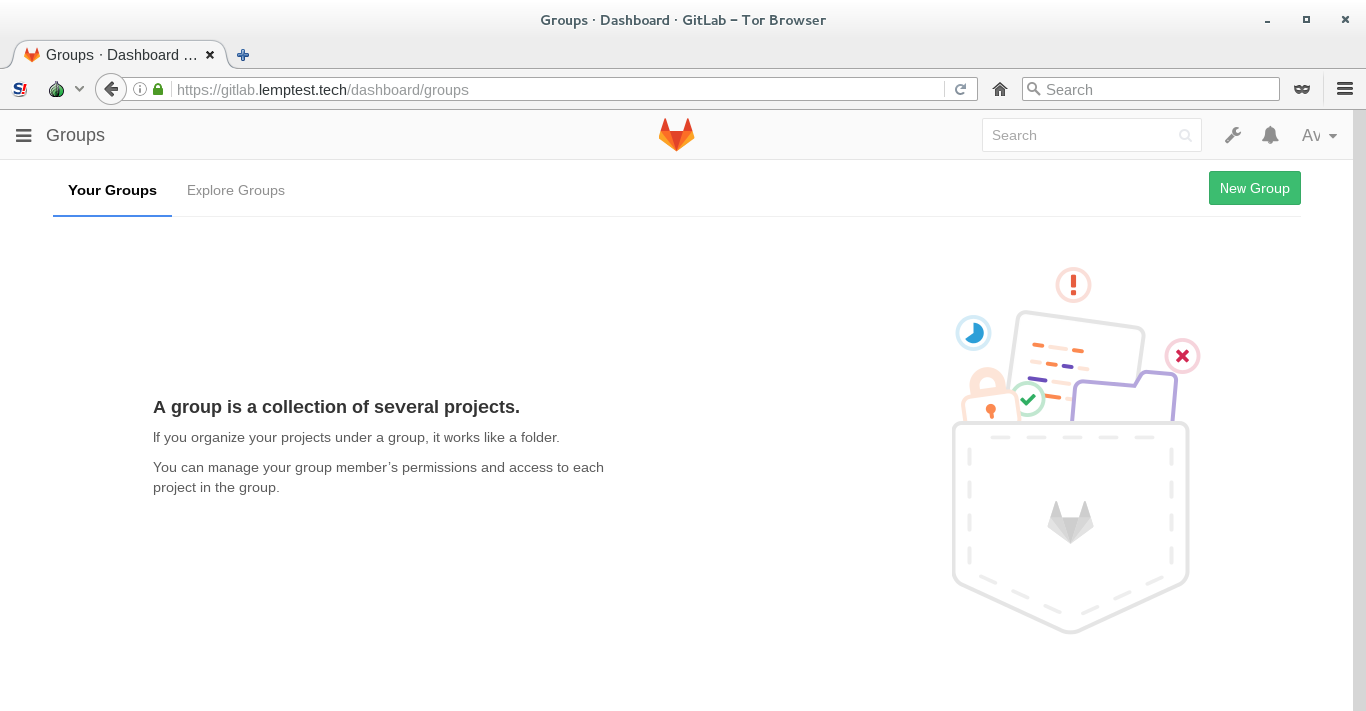 Groups · Dashboard · GitLab – Tor Browser
Groups · Dashboard ...
https://gitlab.lemptest.tech/dashboard/groups
Search
Groups
Search
Av
Your Groups
Explore Groups
New Group
A group is a collection of several projects.
If you organize your projects under a group, it works like a folder.
You can manage your group member’s permissions and access to each
project in the group.